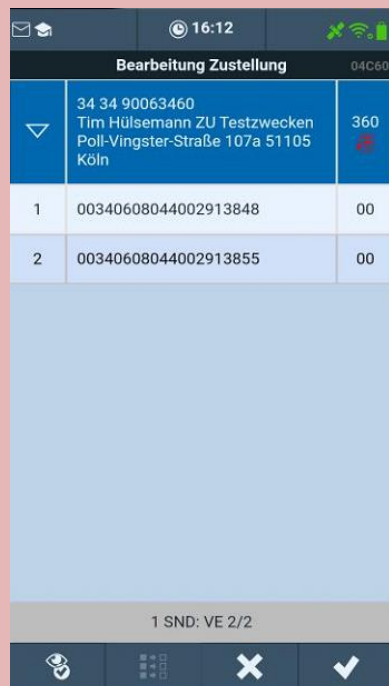 16:12
Bearbeitung Zustellung 04C60
34 34 90063460
Tim Hülsemann ZU Testzwecken
Poll-Vingster-Straße 107a 51105
Köln
360
1 00340608044002913848 00
2 00340608044002913855 00
1 SND: VE 2/2